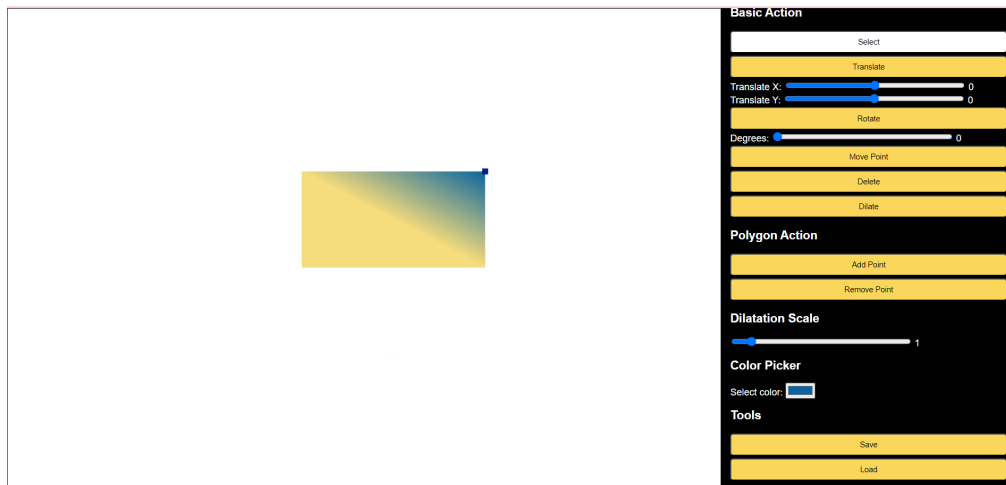 Basic Action
Select
Translate
Translate X: 0
Translate Y: 0
Rotate
Degrees: 0
Move Point
Delete
Dilate
Polygon Action
Add Point
Remove Point
Dilatation Scale
1
Color Picker
Select color:
Tools
Save
Load